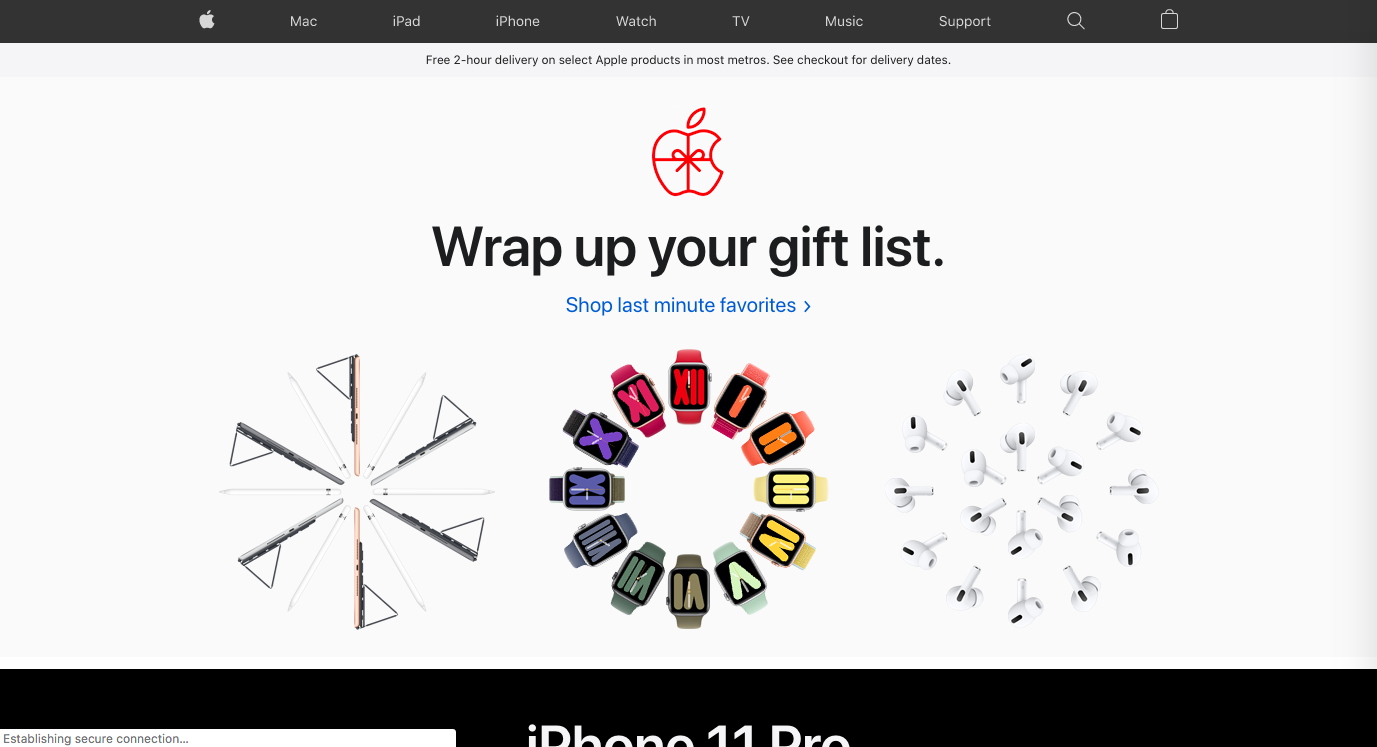 Mac iPad iPhone Watch TV Music Support
Free 2-hour delivery on select Apple products in most metros. See checkout for delivery dates.
Wrap up your gift list.
Shop last minute favorites ›
iPhone 11 Pro
Establishing secure connection...